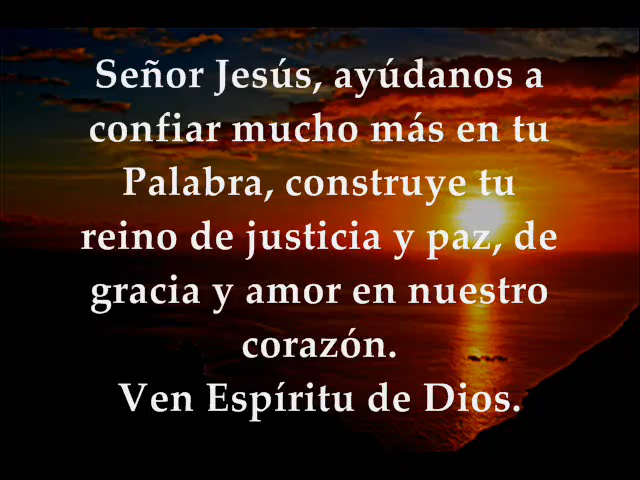 Señor Jesús, ayúdanos a
confiar mucho más en tu
Palabra, construye tu
reino de justicia y paz, de
gracia y amor en nuestro
corazón.
Ven Espíritu de Dios.